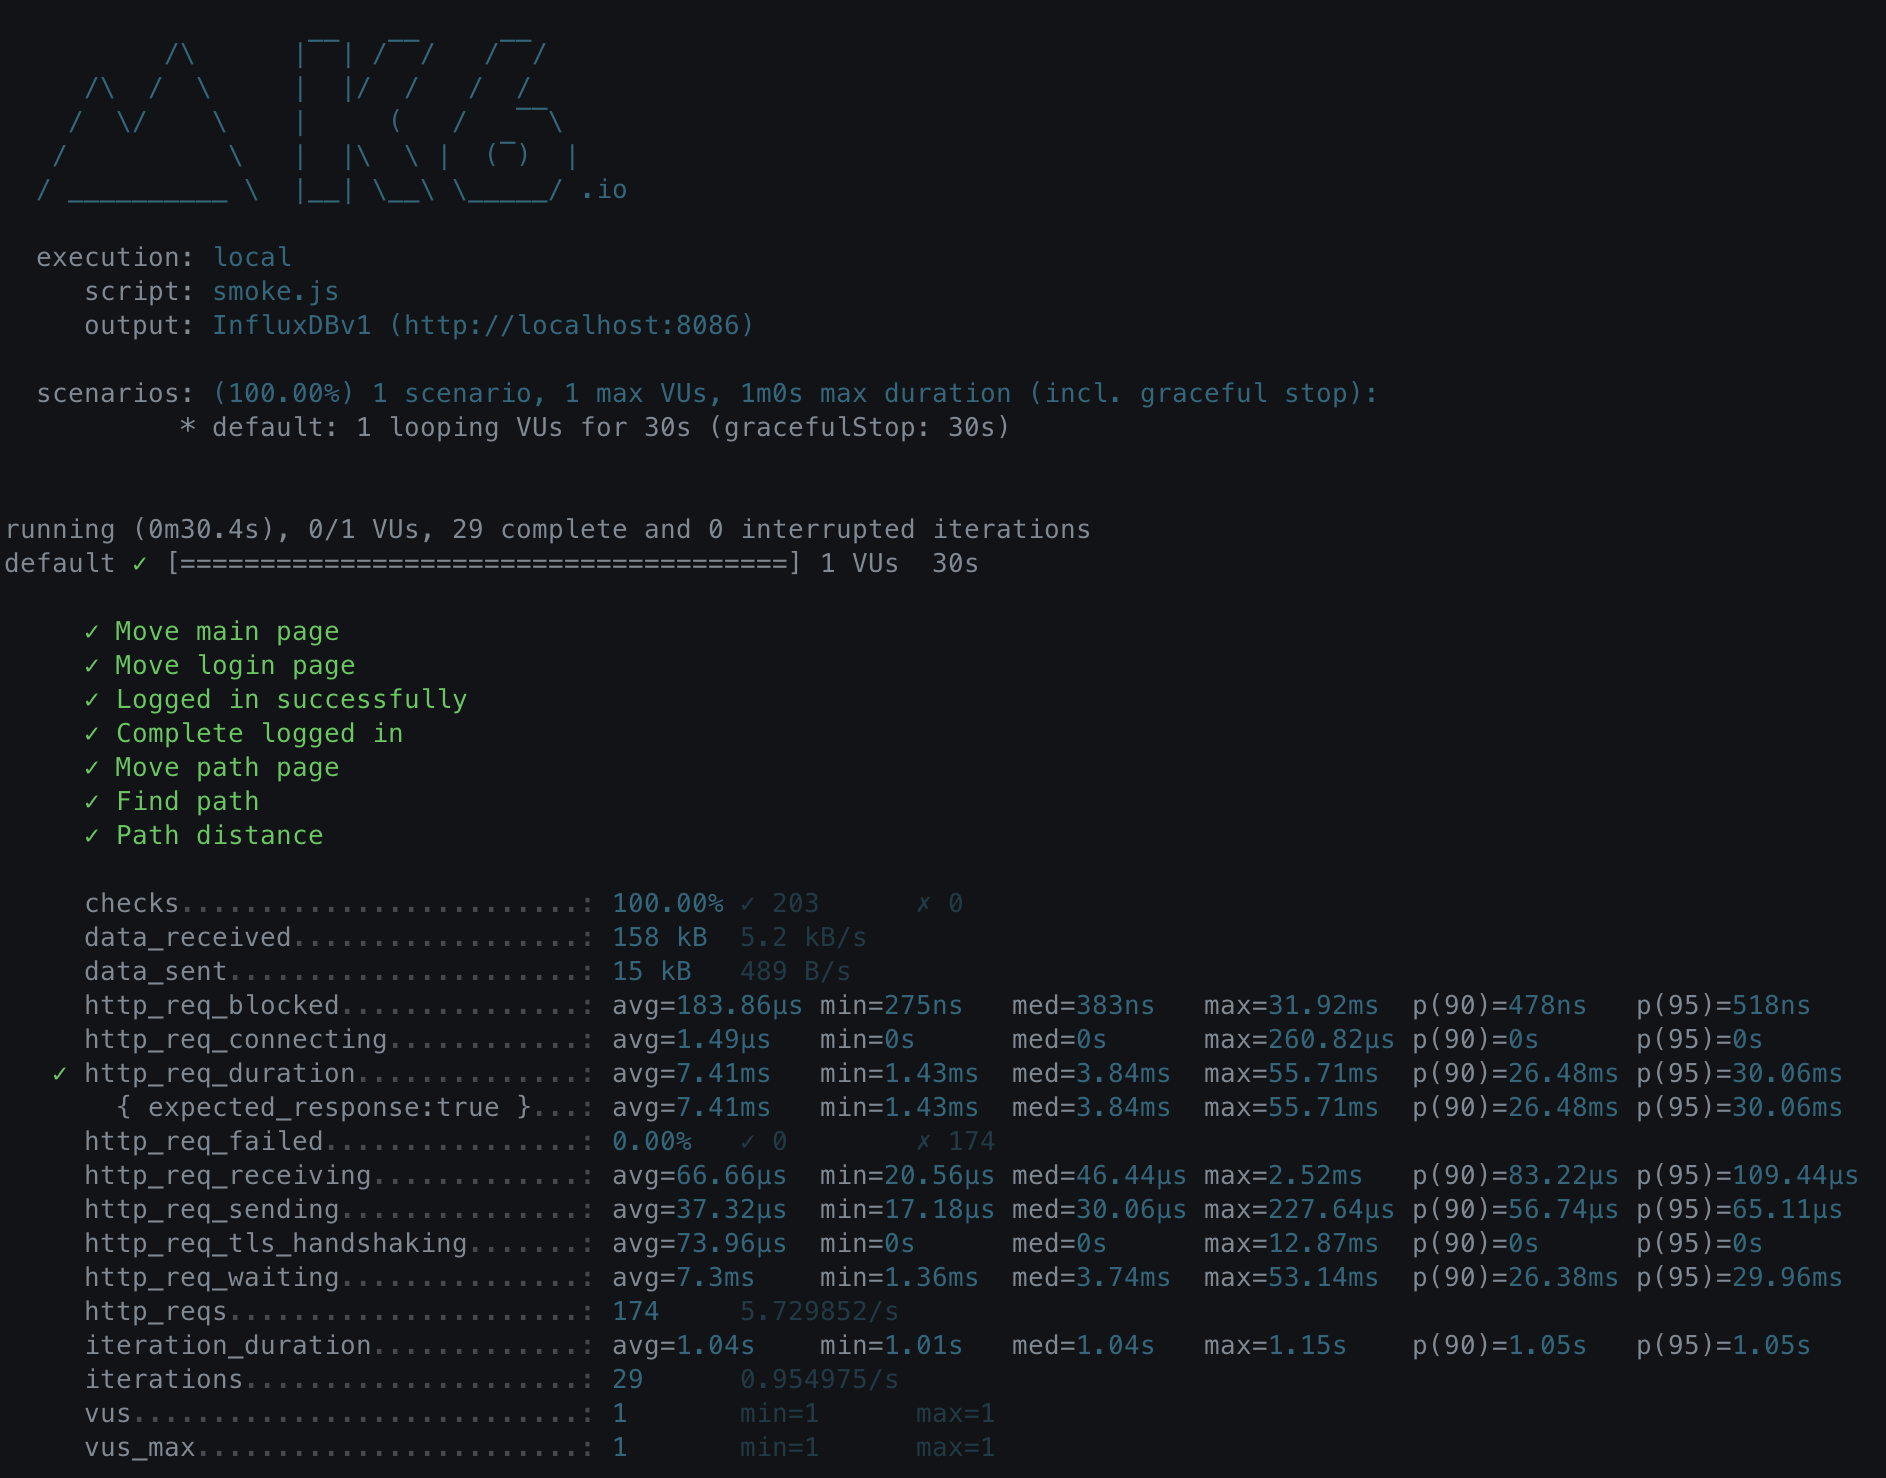 /\      |‾‾| /‾‾/   /‾‾/
     /\  /  \     |  |/  /   /  /
    /  \/    \    |     (   /   ‾‾\
   /          \   |  |\  \ |  (‾)  |
  / __________ \  |__| \__\ \_____/ .io
execution: local
script: smoke.js
output: InfluxDBv1 (http://localhost:8086)
scenarios: (100.00%) 1 scenario, 1 max VUs, 1m0s max duration (incl. graceful stop):
* default: 1 looping VUs for 30s (gracefulStop: 30s)
running (0m30.4s), 0/1 VUs, 29 complete and 0 interrupted iterations
default ✓ [======================================] 1 VUs  30s
✓ Move main page
✓ Move login page
✓ Logged in successfully
✓ Complete logged in
✓ Move path page
✓ Find path
✓ Path distance
checks.........................: 100.00% ✓ 203      ✗ 0
data_received..................: 158 kB  5.2 kB/s
data_sent......................: 15 kB   489 B/s
http_req_blocked...............: avg=183.86µs min=275ns   med=383ns   max=31.92ms  p(90)=478ns   p(95)=518ns
http_req_connecting............: avg=1.49µs   min=0s      med=0s      max=260.82µs p(90)=0s      p(95)=0s
✓ http_req_duration..............: avg=7.41ms   min=1.43ms  med=3.84ms  max=55.71ms  p(90)=26.48ms p(95)=30.06ms
{ expected_response:true }...: avg=7.41ms   min=1.43ms  med=3.84ms  max=55.71ms  p(90)=26.48ms p(95)=30.06ms
http_req_failed................: 0.00%   ✓ 0        ✗ 174
http_req_receiving.............: avg=66.66µs  min=20.56µs med=46.44µs max=2.52ms   p(90)=83.22µs p(95)=109.44µs
http_req_sending...............: avg=37.32µs  min=17.18µs med=30.06µs max=227.64µs p(90)=56.74µs p(95)=65.11µs
http_req_tls_handshaking.......: avg=73.96µs  min=0s      med=0s      max=12.87ms  p(90)=0s      p(95)=0s
http_req_waiting...............: avg=7.3ms    min=1.36ms  med=3.74ms  max=53.14ms  p(90)=26.38ms p(95)=29.96ms
http_reqs......................: 174     5.729852/s
iteration_duration.............: avg=1.04s    min=1.01s   med=1.04s   max=1.15s    p(90)=1.05s   p(95)=1.05s
iterations.....................: 29      0.954975/s
vus............................: 1       min=1      max=1
vus_max........................: 1       min=1      max=1